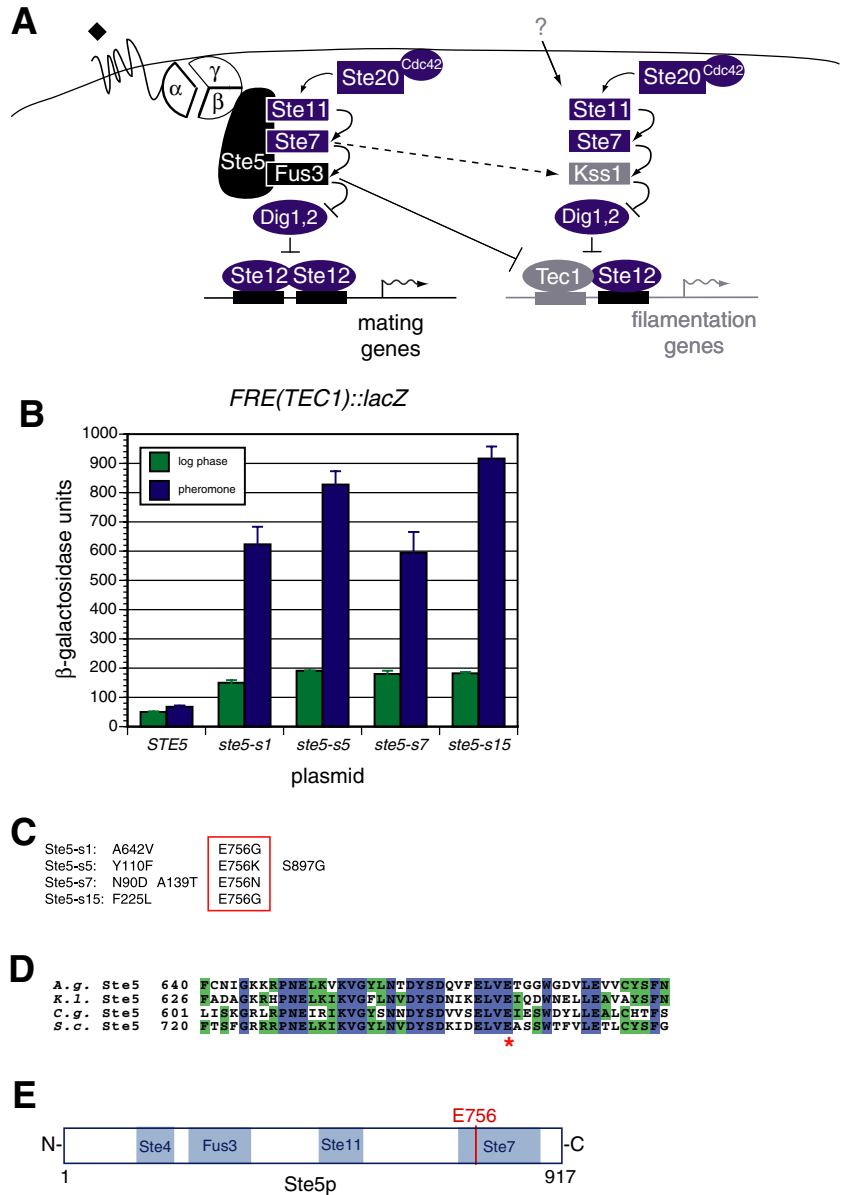 A
◆
?
γ
α
β
Ste20 Cdc42
Ste20 Cdc42
Ste11
Ste11
Ste7
Ste7
Ste5
Fus3
Kss1
Dig1,2
Dig1,2
Ste12 Ste12
Tec1 Ste12
mating
genes
filamentation
genes
B
FRE(TEC1)::lacZ
β-galactosidase units
1000
900
800
700
600
500
400
300
200
100
0
log phase
pheromone
STE5 ste5-s1 ste5-s5 ste5-s7 ste5-s15
plasmid
C
Ste5-s1: A642V E756G
Ste5-s5: Y110F E756K S897G
Ste5-s7: N90D A139T E756N
Ste5-s15: F225L E756G
D
A.g. Ste5 640 FCNIGKKRPNELKVKVGYLNTDYSDQVFELVETGGWGDVLEVVCYSFN
K.l. Ste5 626 FADAGKRHPNELKIKVGFLNVDYSDNIKELVEIQDWNELLEAVAYSFN
C.g. Ste5 601 LISKGRLRPNEIRIKVGYSNNDYSDVVSELVEIESWDYLLEALCHTFS
S.c. Ste5 720 FTSFGRRRPNELKIKVGYLNVDYSDKIDELVEASSWTFVLETLCYSFG
*
E
E756
N- Ste4 Fus3 Ste11 Ste7 -C
1 Ste5p 917